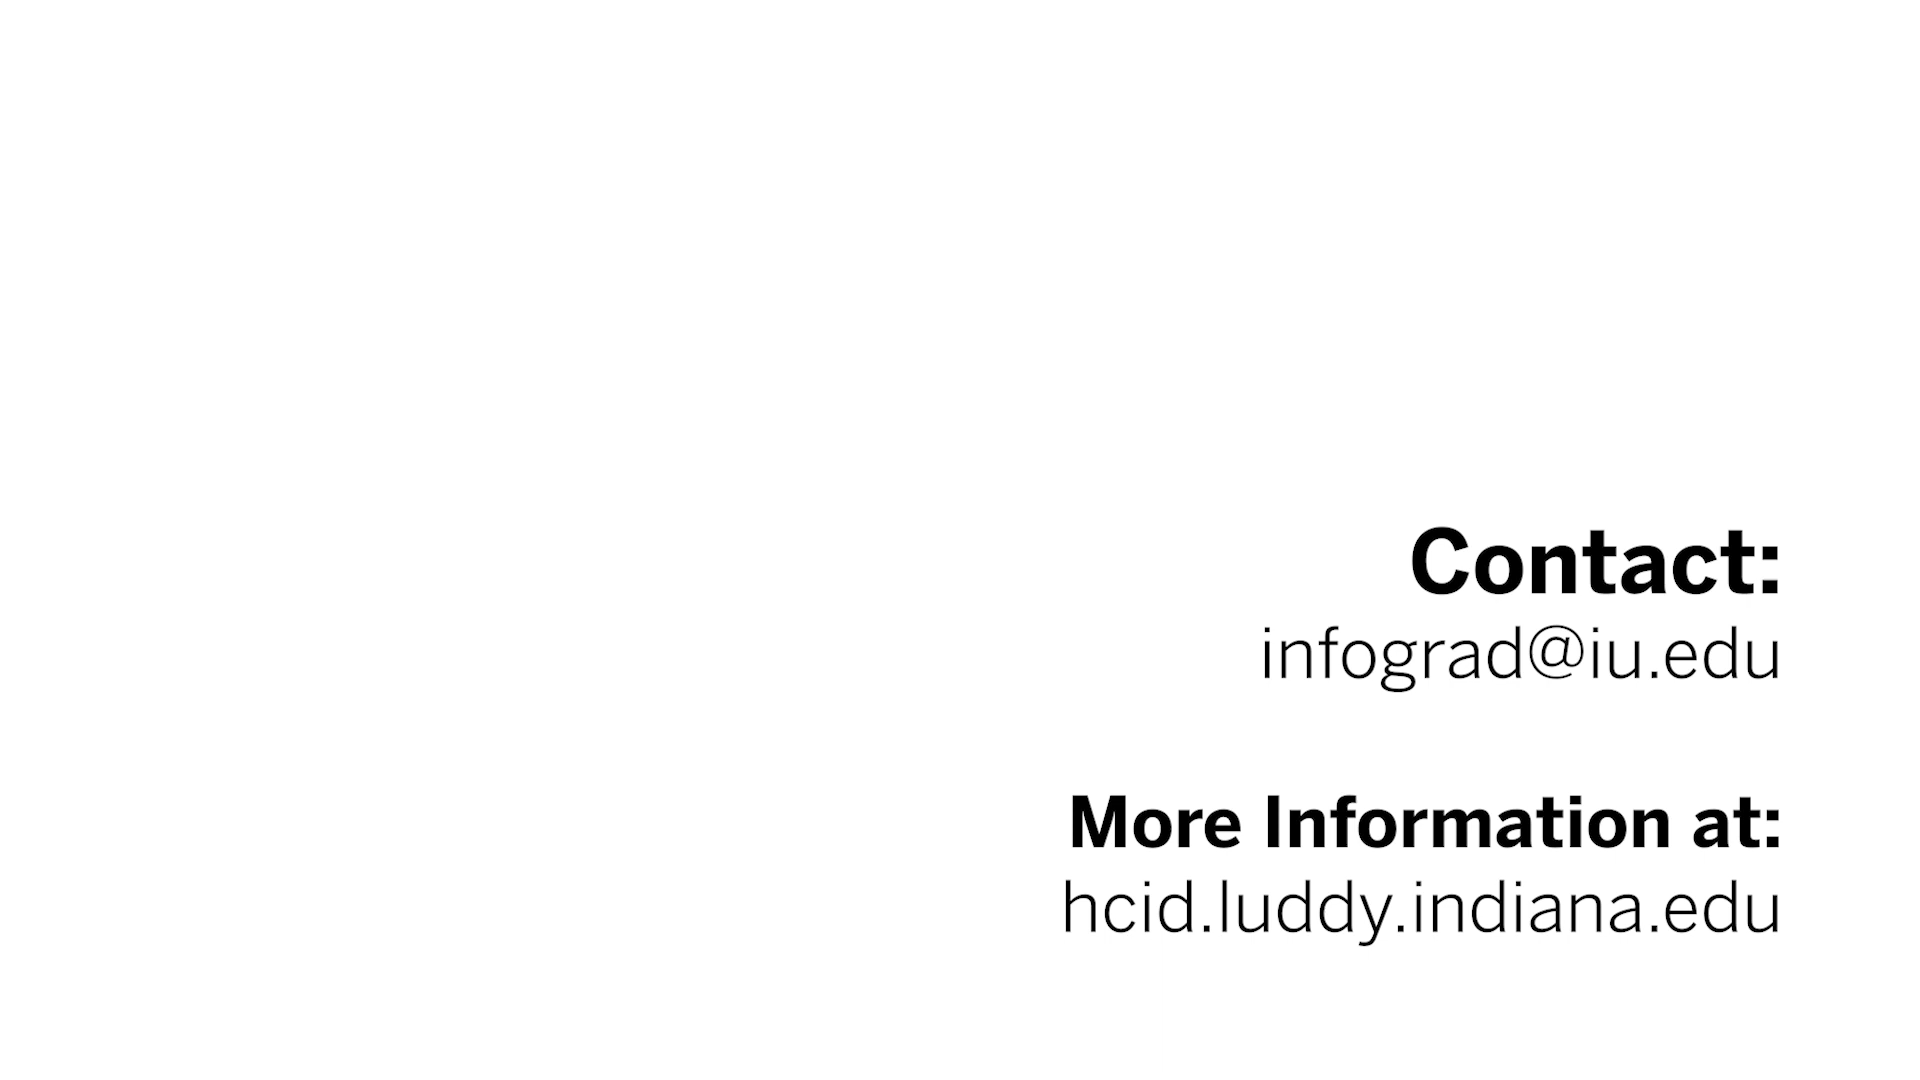 Contact:
infograd@iu.edu
More Information at:
hcid.luddy.indiana.edu